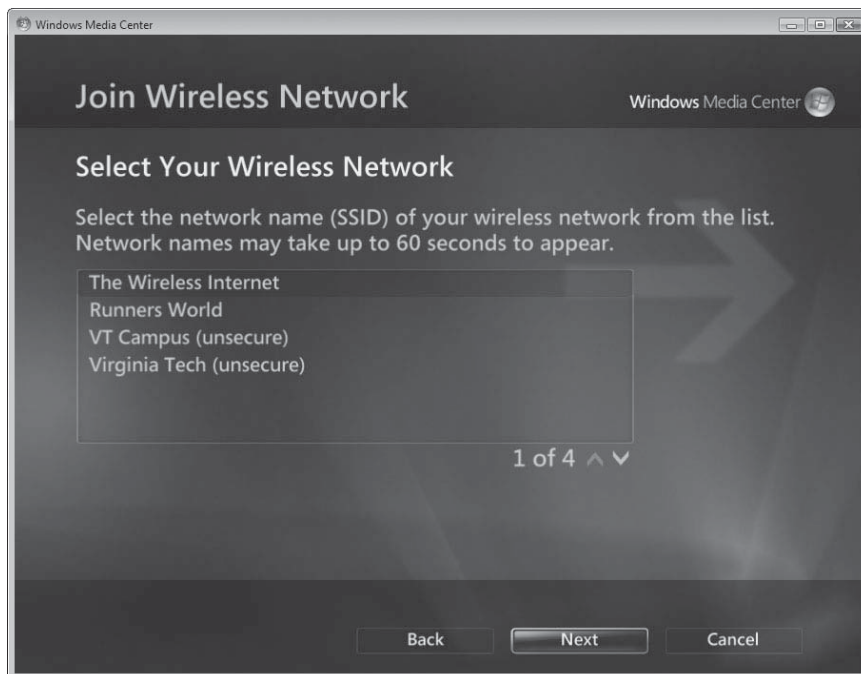 Windows Media Center
Join Wireless Network
Windows Media Center
Select Your Wireless Network
Select the network name (SSID) of your wireless network from the list.
Network names may take up to 60 seconds to appear.
The Wireless Internet
Runners World
VT Campus (unsecure)
Virginia Tech (unsecure)
1 of 4
Back Next Cancel